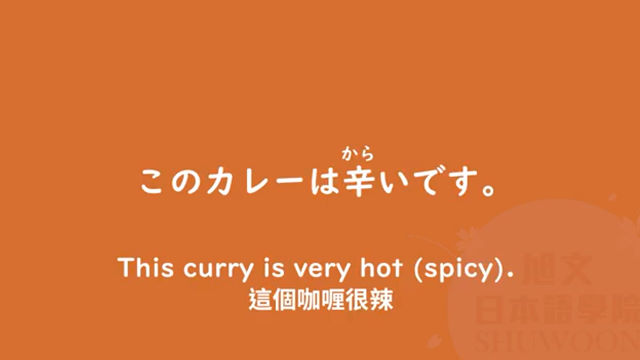 から
このカレーは辛いです。
This curry is very hot (spicy).
這個咖喱很辣
旭文
日本語學院
SHUWOON